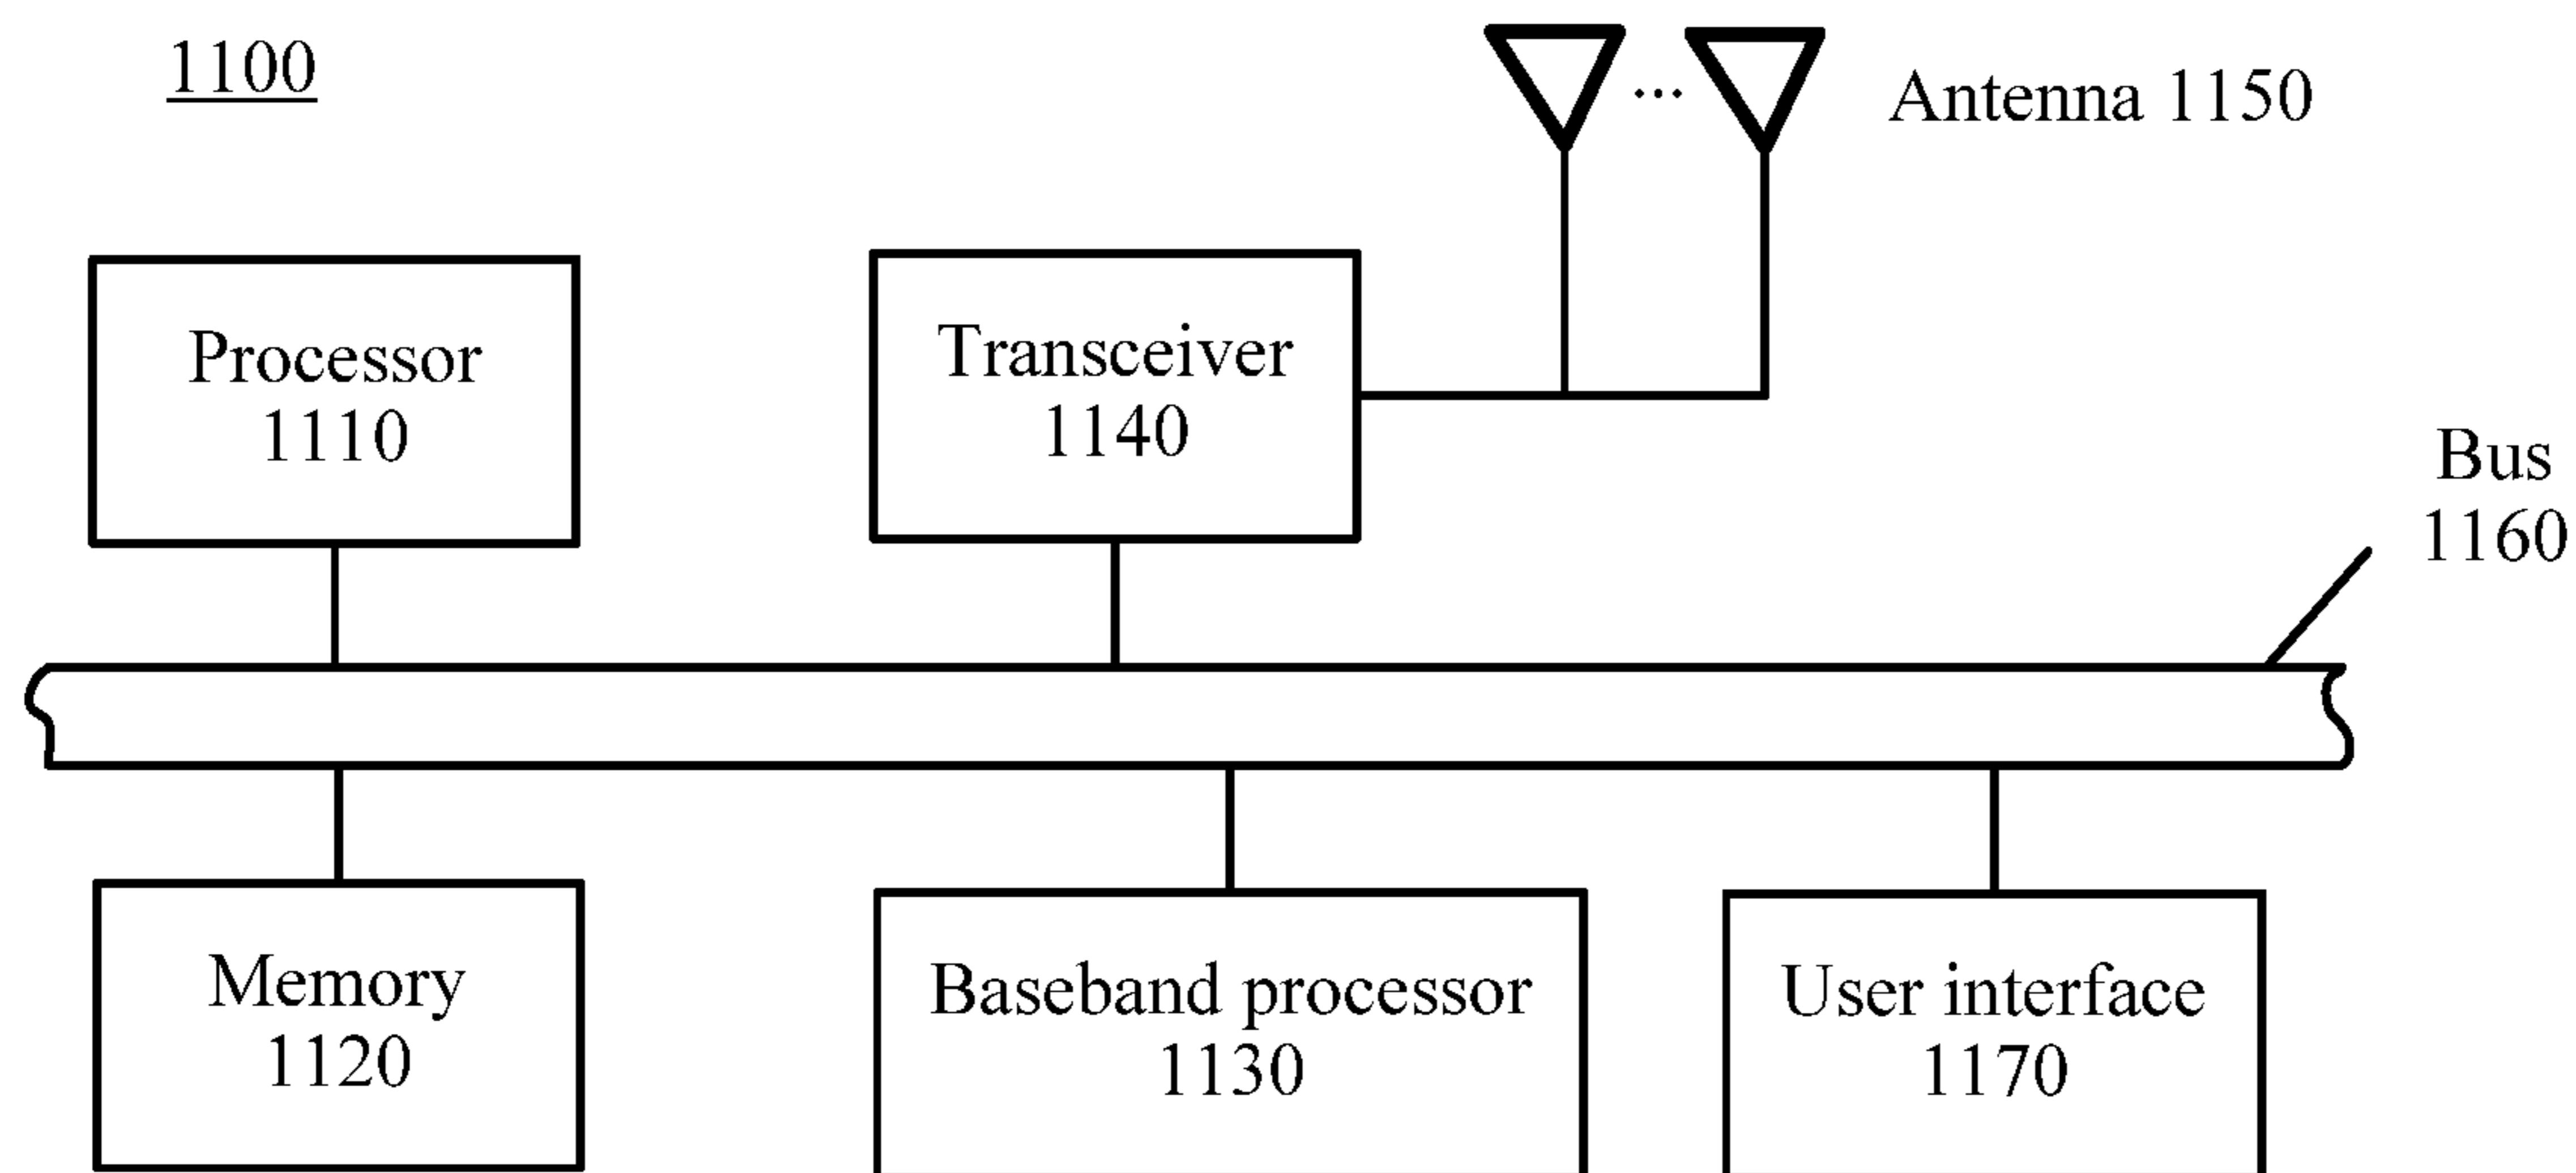 1100
Antenna 1150
Processor
1110
Transceiver
1140
Bus
1160
Memory
1120
Baseband processor
1130
User interface
1170